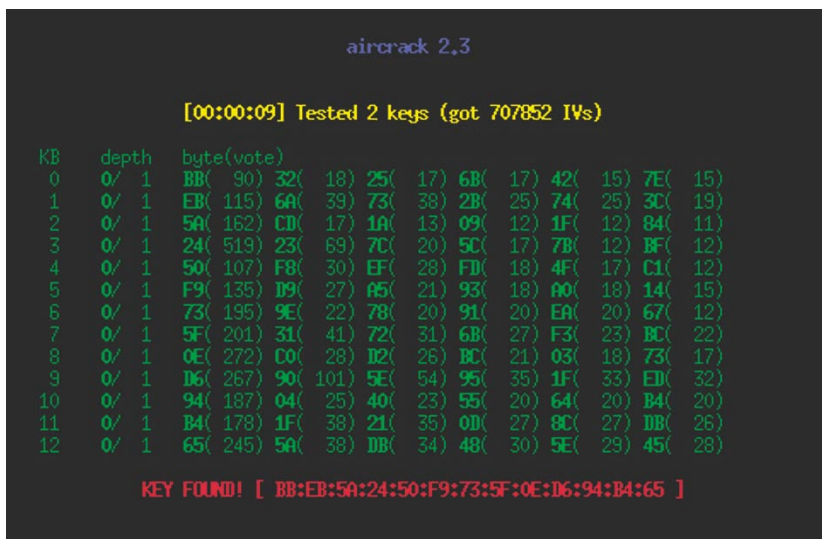 aircrack 2.3
[00:00:09] Tested 2 keys (got 707852 IVs)
KB depth byte(vote)
0 0/ 1 BB( 90) 32( 18) 25( 17) 6B( 17) 42( 15) 7E( 15)
1 0/ 1 EB( 115) 6A( 39) 73( 38) 2B( 25) 74( 25) 3C( 19)
2 0/ 1 5A( 162) CD( 17) 1A( 13) 09( 12) 1F( 12) 84( 11)
3 0/ 1 24( 519) 23( 69) 7C( 20) 5C( 17) 7B( 12) BF( 12)
4 0/ 1 50( 107) F8( 30) EF( 28) FD( 18) 4F( 17) C1( 12)
5 0/ 1 F9( 135) D9( 27) A5( 21) 93( 18) A0( 18) 14( 15)
6 0/ 1 73( 195) 9E( 22) 78( 20) 91( 20) EA( 20) 67( 12)
7 0/ 1 5F( 201) 31( 41) 72( 31) 6B( 27) F3( 23) BC( 22)
8 0/ 1 0E( 272) C0( 28) D2( 26) BC( 21) 03( 18) 73( 17)
9 0/ 1 D6( 267) 90( 101) 5E( 54) 95( 35) 1F( 33) ED( 32)
10 0/ 1 94( 187) 04( 25) 40( 23) 55( 20) 64( 20) B4( 20)
11 0/ 1 B4( 178) 1F( 38) 21( 35) 0D( 27) 8C( 27) DB( 26)
12 0/ 1 65( 245) 5A( 38) DB( 34) 48( 30) 5E( 29) 45( 28)
KEY FOUND! [ BB:EB:5A:24:50:F9:73:5F:0E:D6:94:B4:65 ]